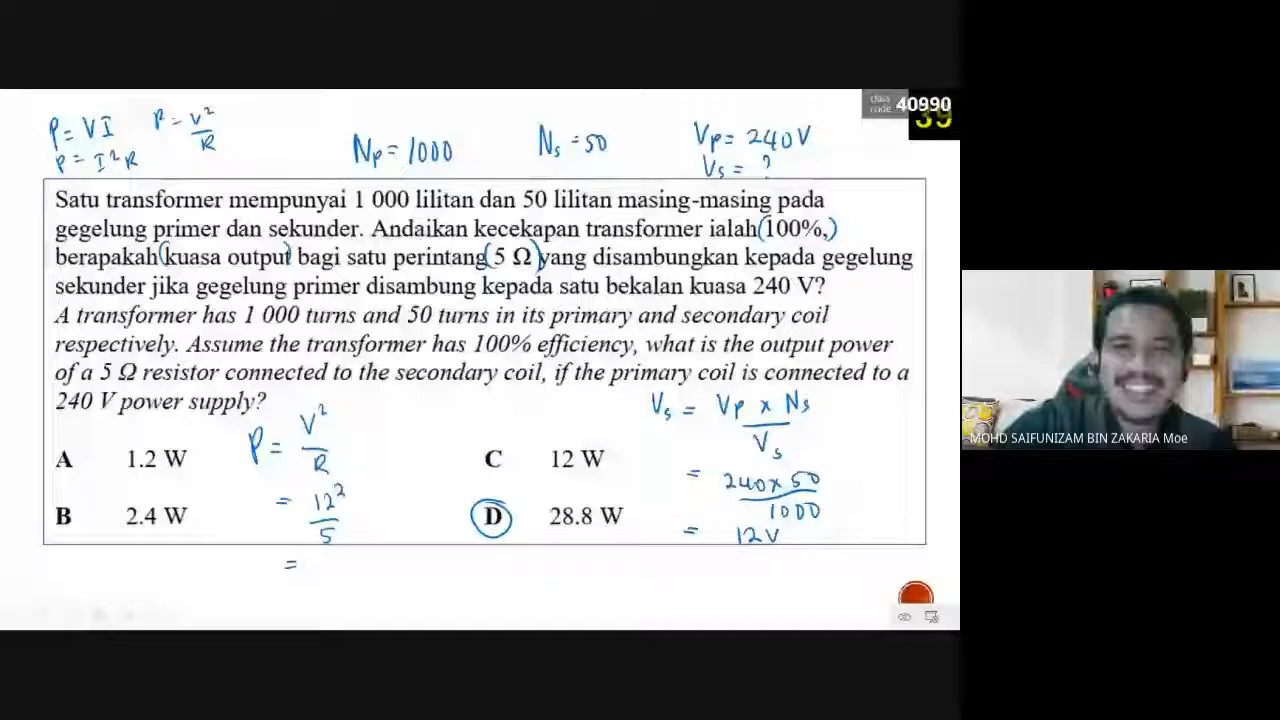 class code 40990
39
P = VI
P = V²/R
P = I²R
Np = 1000
Ns = 50
Vp = 240V
Vs = ?
Satu transformer mempunyai 1 000 lilitan dan 50 lilitan masing-masing pada
gegelung primer dan sekunder. Andaikan kecekapan transformer ialah (100%,)
berapakah (kuasa output) bagi satu perintang (5 Ω) yang disambungkan kepada gegelung
sekunder jika gegelung primer disambung kepada satu bekalan kuasa 240 V?
A transformer has 1 000 turns and 50 turns in its primary and secondary coil
respectively. Assume the transformer has 100% efficiency, what is the output power
of a 5 Ω resistor connected to the secondary coil, if the primary coil is connected to a
240 V power supply?
A 1.2 W
B 2.4 W
P = V²/R
= 12²/5
=
C 12 W
D 28.8 W
Vs = Vp x Ns / Vs
= 240 x 50 / 1000
= 12V
MOHD SAIFUNIZAM BIN ZAKARIA Moe